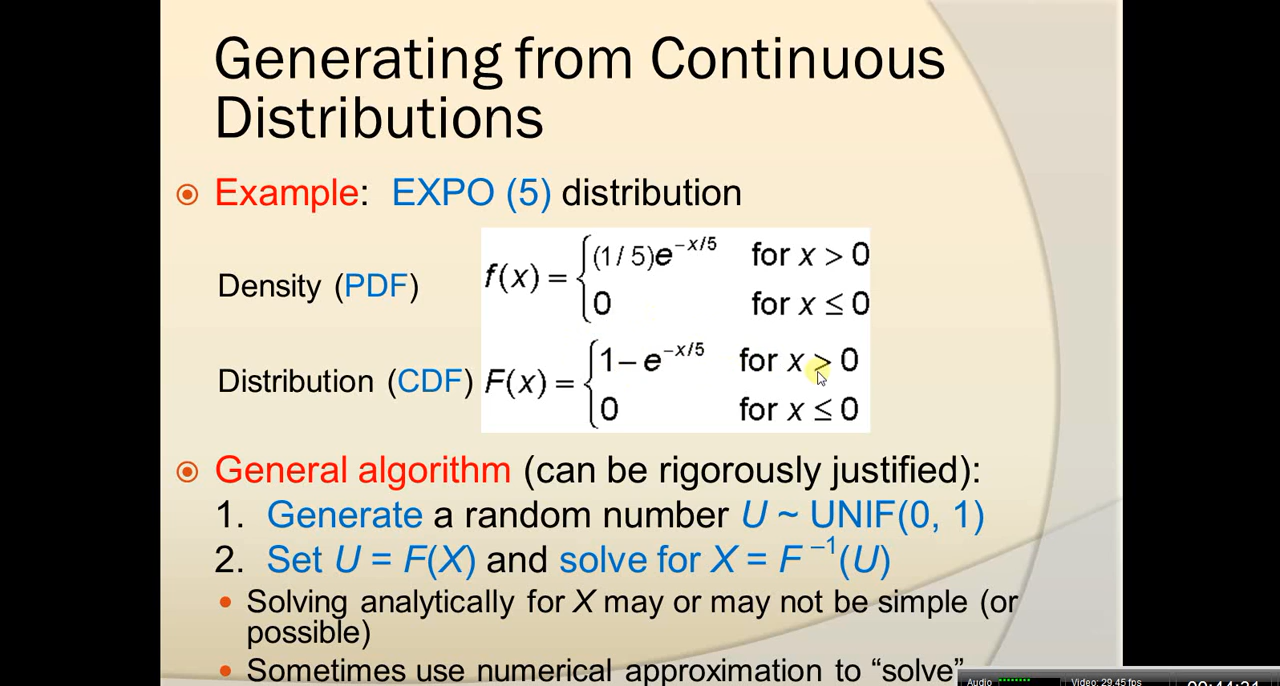 Generating from Continuous
Distributions
Example: EXPO (5) distribution
Density (PDF) f(x) = { (1/5)e^{-x/5} for x > 0
0 for x ≤ 0
Distribution (CDF) F(x) = { 1 – e^{-x/5} for x > 0
0 for x ≤ 0
General algorithm (can be rigorously justified):
1. Generate a random number U ~ UNIF(0, 1)
2. Set U = F(X) and solve for X = F^{–1}(U)
• Solving analytically for X may or may not be simple (or
possible)
• Sometimes use numerical approximation to “solve”
Audio Video: 29.45 fps